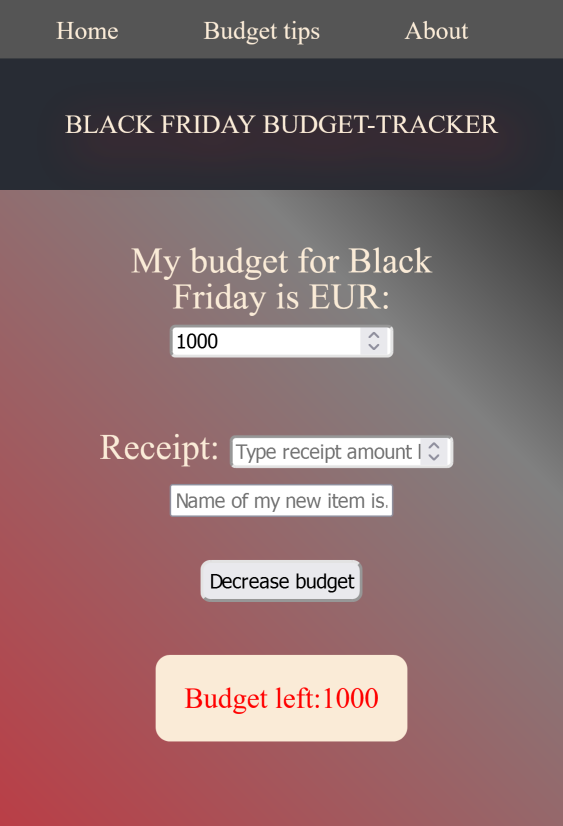 Home Budget tips About
BLACK FRIDAY BUDGET-TRACKER
My budget for Black
Friday is EUR:
1000
Receipt: Type receipt amount
Name of my new item is.
Decrease budget
Budget left:1000